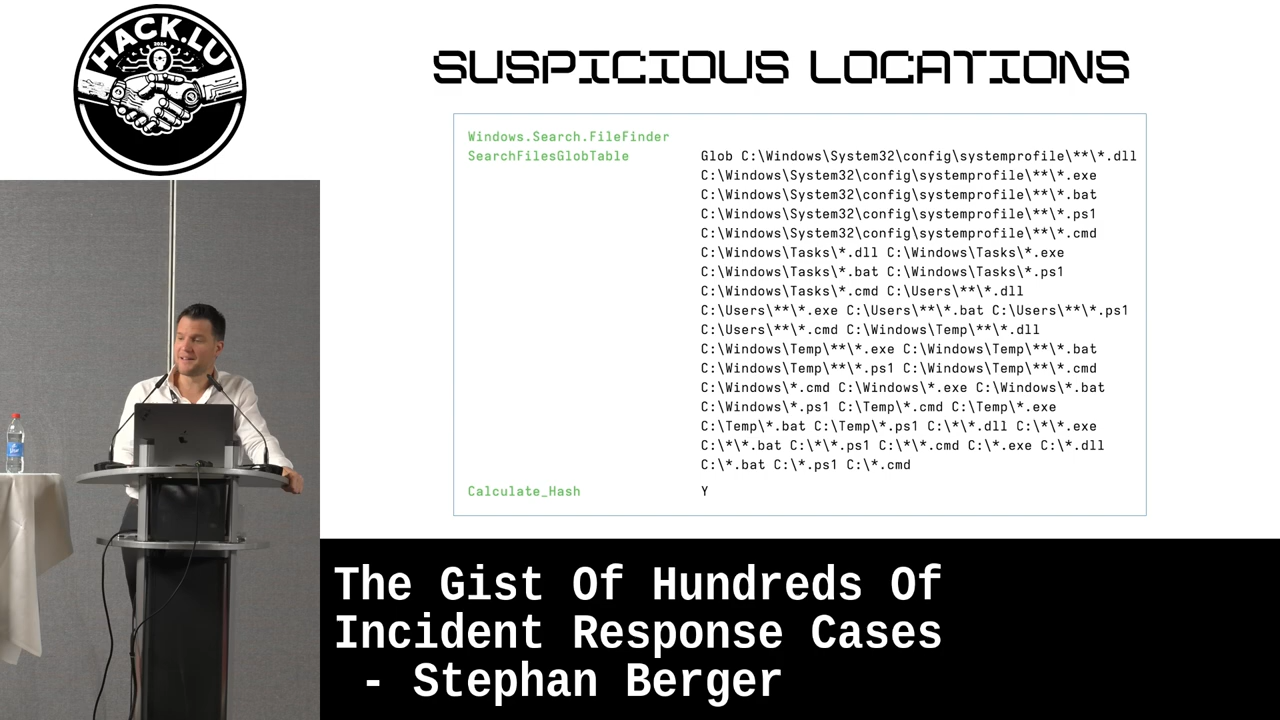 HACK.LU
2024
SUSPICIOUS LOCATIONS
Windows.Search.FileFinder
SearchFilesGlobTable
Glob C:\Windows\System32\config\systemprofile\**\*.dll
C:\Windows\System32\config\systemprofile\**\*.exe
C:\Windows\System32\config\systemprofile\**\*.bat
C:\Windows\System32\config\systemprofile\**\*.ps1
C:\Windows\System32\config\systemprofile\**\*.cmd
C:\Windows\Tasks\*.dll C:\Windows\Tasks\*.exe
C:\Windows\Tasks\*.bat C:\Windows\Tasks\*.ps1
C:\Windows\Tasks\*.cmd C:\Users\**\*.dll
C:\Users\**\*.exe C:\Users\**\*.bat C:\Users\**\*.ps1
C:\Users\**\*.cmd C:\Windows\Temp\**\*.dll
C:\Windows\Temp\**\*.exe C:\Windows\Temp\**\*.bat
C:\Windows\Temp\**\*.ps1 C:\Windows\Temp\**\*.cmd
C:\Windows\*.cmd C:\Windows\*.exe C:\Windows\*.bat
C:\Windows\*.ps1 C:\Temp\*.cmd C:\Temp\*.exe
C:\Temp\*.bat C:\Temp\*.ps1 C:\*\*.dll C:\*\*.exe
C:\*\*.bat C:\*\*.ps1 C:\*\*.cmd C:\*.exe C:\*.dll
C:\*.bat C:\*.ps1 C:\*.cmd
Calculate_Hash
Y
The Gist Of Hundreds Of
Incident Response Cases
- Stephan Berger